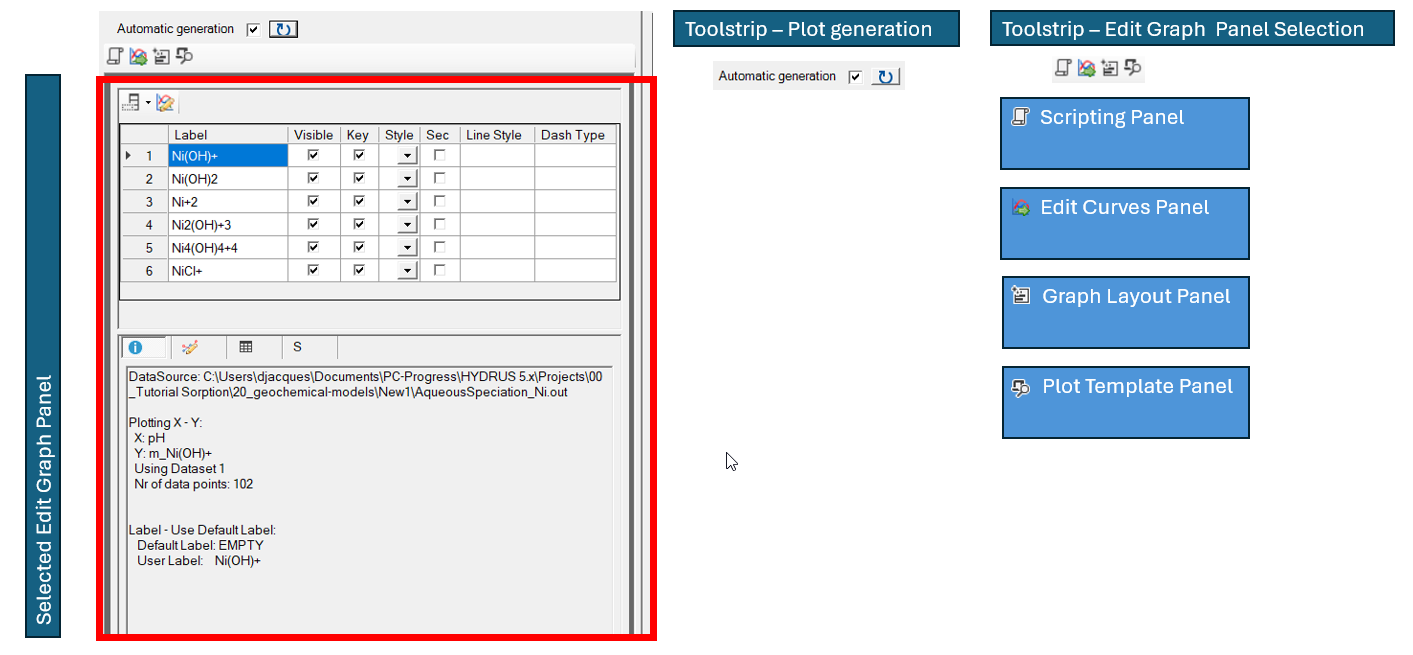 Automatic generation
Selected Edit Graph Panel
Label Visible Key Style Sec Line Style Dash Type
1 Ni(OH)+
2 Ni(OH)2
3 Ni+2
4 Ni2(OH)+3
5 Ni4(OH)4+4
6 NiCl+
S
DataSource: C:\Users\djacques\Documents\PC-Progress\HYDRUS 5.x\Projects\00
_Tutorial Sorption\20_geochemical-models\New1\AqueousSpeciation_Ni.out
Plotting X - Y:
X: pH
Y: m_Ni(OH)+
Using Dataset 1
Nr of data points: 102
Label - Use Default Label:
Default Label: EMPTY
User Label: Ni(OH)+
Toolstrip – Plot generation
Automatic generation
Toolstrip – Edit Graph Panel Selection
Scripting Panel
Edit Curves Panel
Graph Layout Panel
Plot Template Panel